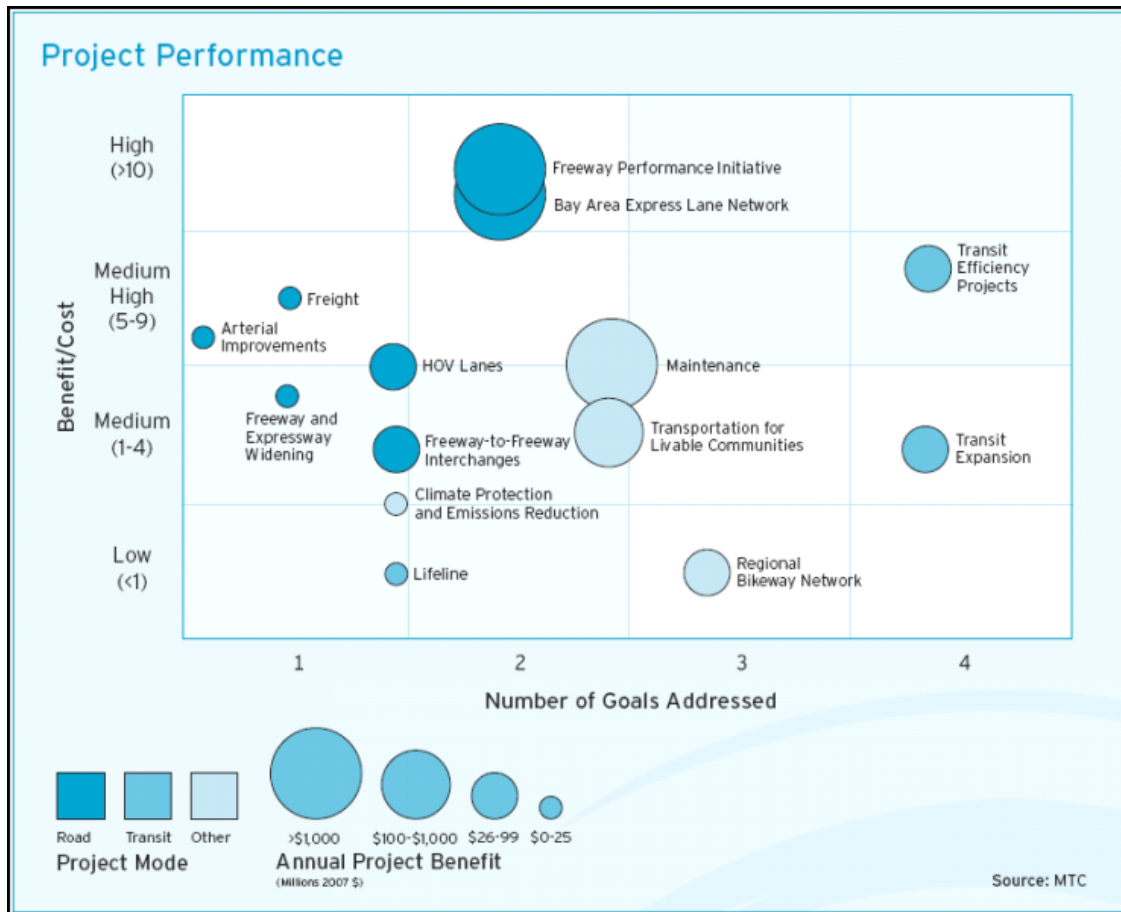 Project Performance
High
(>10)
Freeway Performance Initiative
Bay Area Express Lane Network
Medium
High
(5-9)
Transit
Efficiency
Projects
Freight
Arterial
Improvements
Benefit/Cost
HOV Lanes
Maintenance
Medium
(1-4)
Freeway and
Expressway
Widening
Freeway-to-Freeway
Interchanges
Transportation for
Livable Communities
Transit
Expansion
Climate Protection
and Emissions Reduction
Low
(<1)
Lifeline
Regional
Bikeway Network
1 2 3 4
Number of Goals Addressed
Road Transit Other
Project Mode
>$1,000 $100-$1,000 $26-99 $0-25
Annual Project Benefit
(Millions 2007 $)
Source: MTC